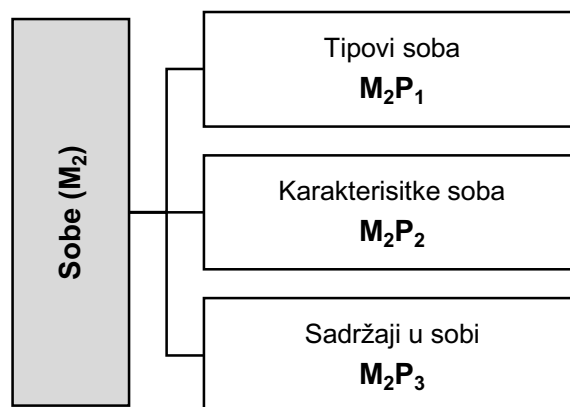 Sobe (M₂)
Tipovi soba
M₂P₁
Karakterisitke soba
M₂P₂
Sadržaji u sobi
M₂P₃